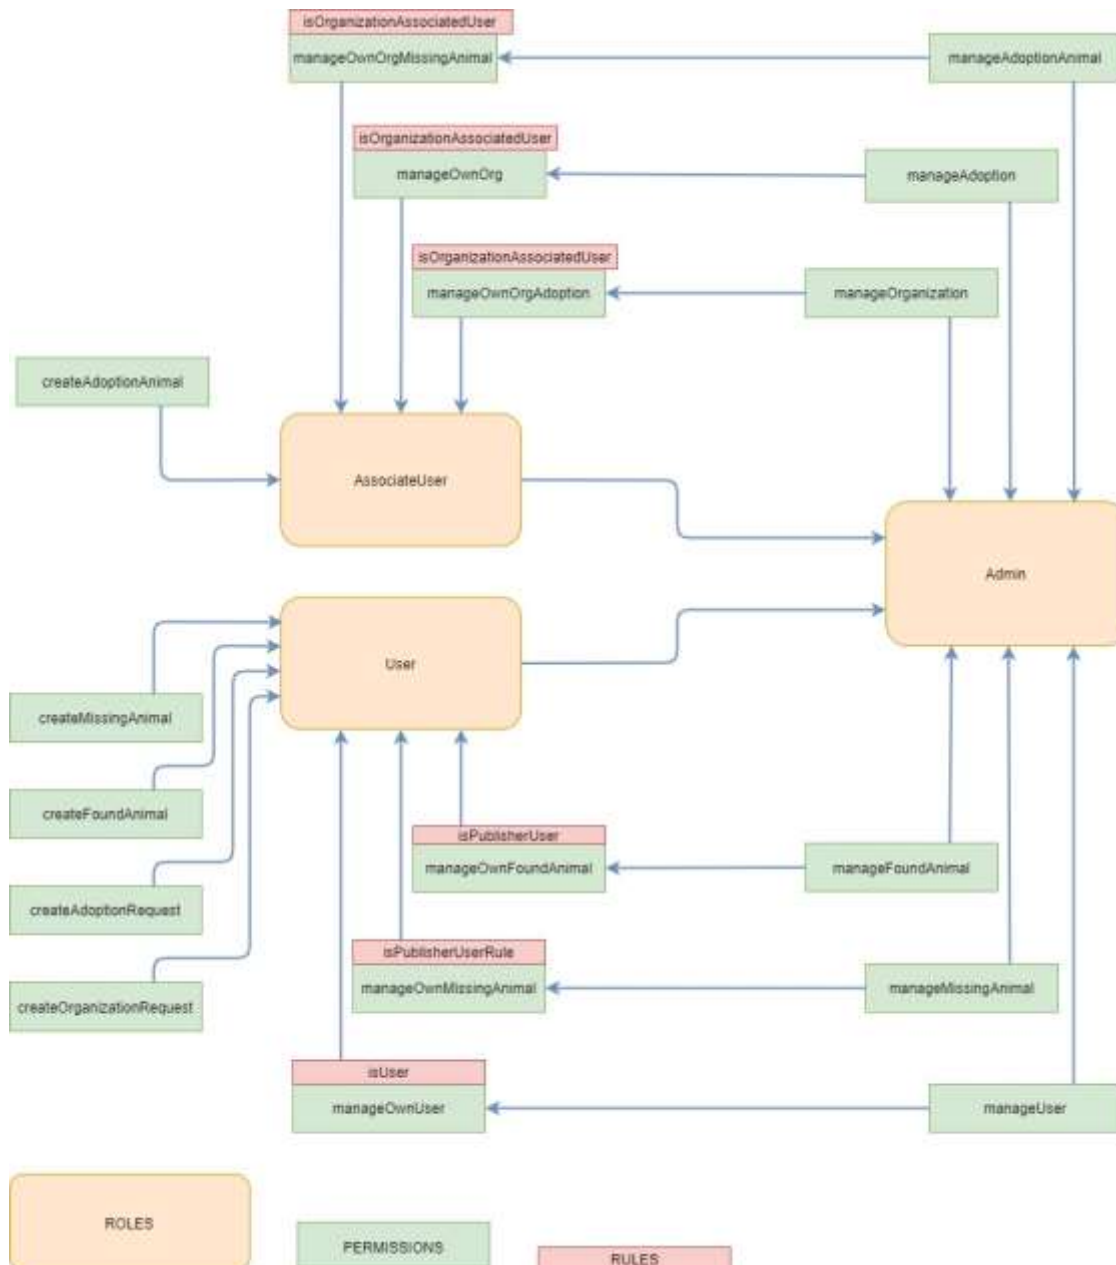 isOrganizationAssociatedUser
manageOwnOrgMissingAnimal
manageAdoptionAnimal
isOrganizationAssociatedUser
manageOwnOrg
manageAdoption
isOrganizationAssociatedUser
manageOwnOrgAdoption
manageOrganization
createAdoptionAnimal
AssociateUser
Admin
User
createMissingAnimal
createFoundAnimal
isPublisherUser
manageOwnFoundAnimal
manageFoundAnimal
createAdoptionRequest
isPublisherUserRule
manageOwnMissingAnimal
manageMissingAnimal
createOrganizationRequest
isUser
manageOwnUser
manageUser
ROLES
PERMISSIONS
RULES